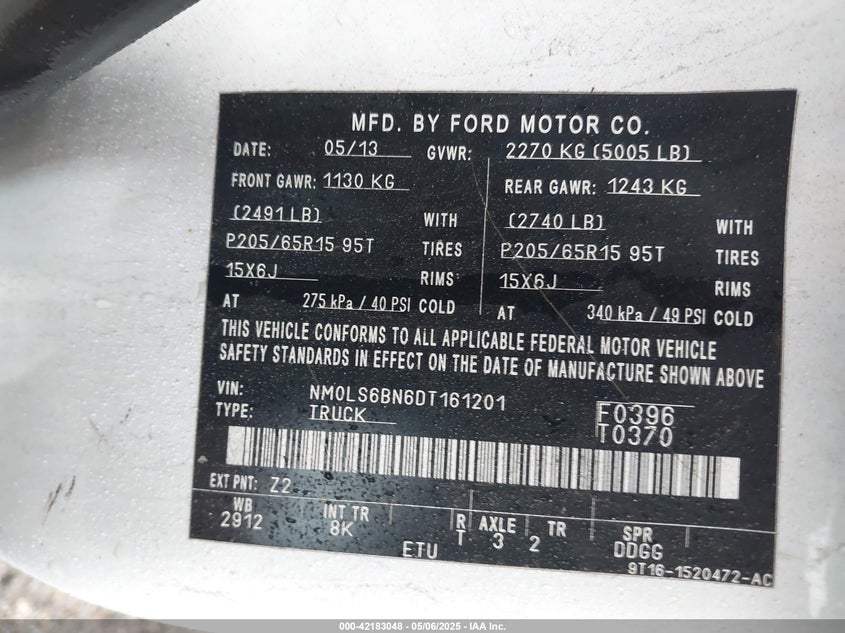 MFD. BY FORD MOTOR CO.
DATE: 05/13 GVWR: 2270 KG (5005 LB)
FRONT GAWR: 1130 KG REAR GAWR: 1243 KG
(2491 LB) WITH (2740 LB) WITH
P205/65R15 95T TIRES P205/65R15 95T TIRES
15X6J RIMS 15X6J RIMS
AT 275 kPa / 40 PSI COLD AT 340 kPa / 49 PSI COLD
THIS VEHICLE CONFORMS TO ALL APPLICABLE FEDERAL MOTOR VEHICLE
SAFETY STANDARDS IN EFFECT ON THE DATE OF MANUFACTURE SHOWN ABOVE
VIN: NM0LS6BN6DT161201
TYPE: TRUCK F0396
T0370
EXT PNT: Z2
WB INT TR R AXLE TR SPR
2912 8K T 3 2 DDGG
ETU
9T16-1520472-AC
000-42183048 - 05/06/2025 - IAA Inc.